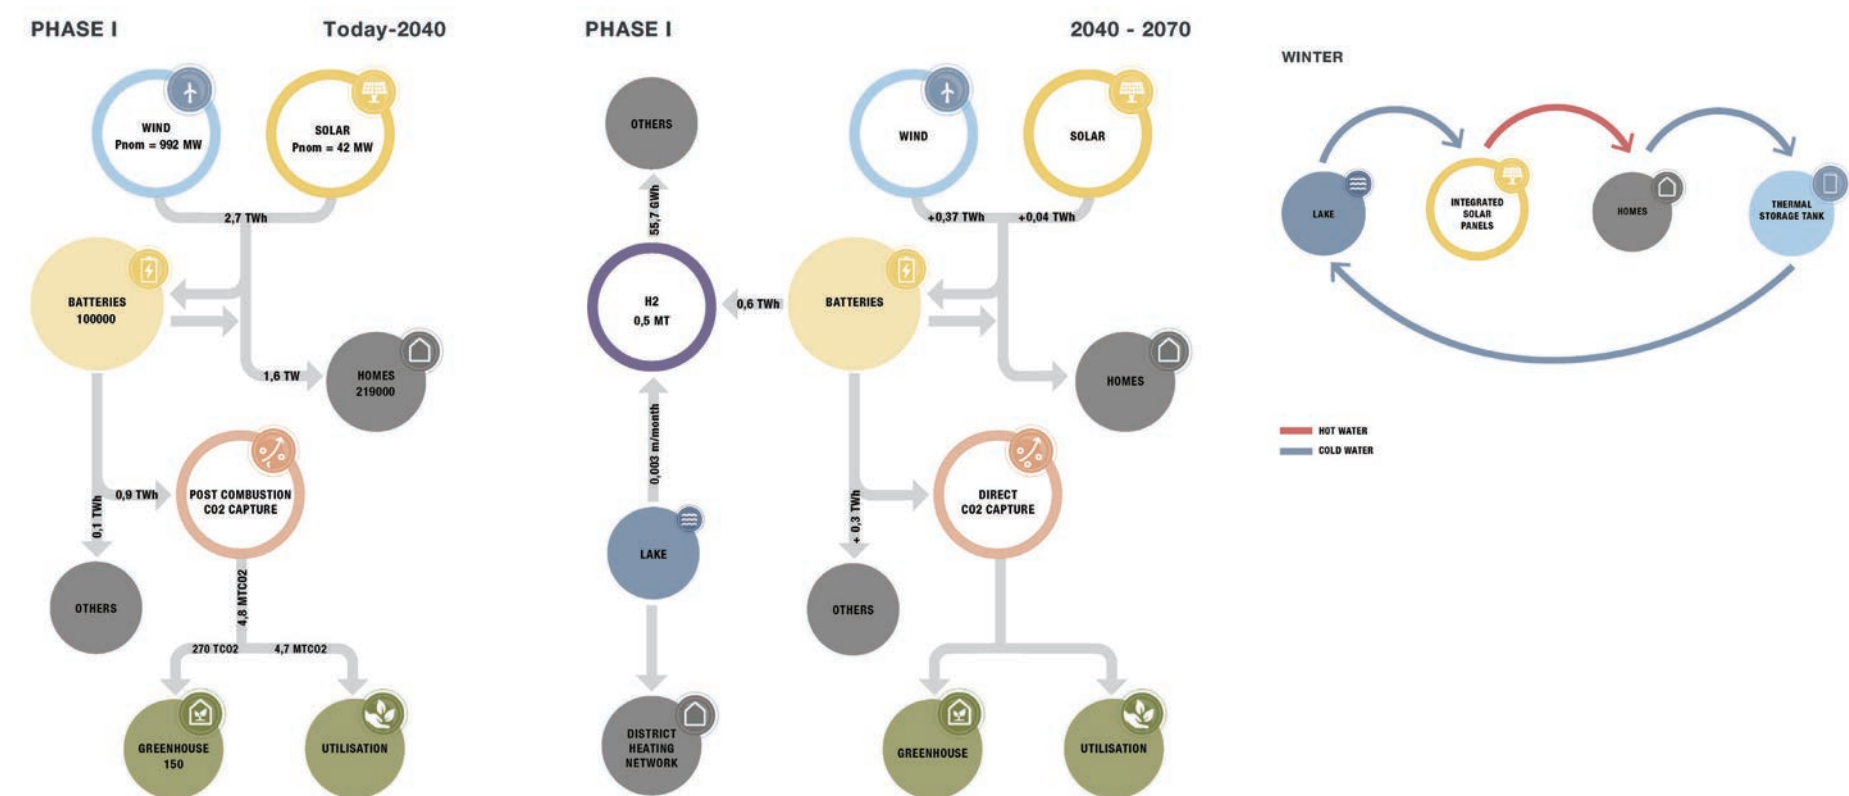 PHASE I
Today-2040
WIND
Pnom = 992 MW
SOLAR
Pnom = 42 MW
2,7 TWh
BATTERIES
100000
1,6 TW
HOMES
219000
0,9 TWh
0,1 TWh
POST COMBUSTION
CO2 CAPTURE
OTHERS
4,8 MTCO2
270 TCO2
4,7 MTCO2
GREENHOUSE
150
UTILISATION
PHASE I
2040 - 2070
OTHERS
WIND
SOLAR
55,7 GWh
+0,37 TWh
+0,04 TWh
H2
0,5 MT
0,6 TWh
BATTERIES
HOMES
0,003 m/month
+ 0,3 TWh
DIRECT
CO2 CAPTURE
LAKE
OTHERS
DISTRICT
HEATING
NETWORK
GREENHOUSE
UTILISATION
WINTER
LAKE
INTEGRATED
SOLAR
PANELS
HOMES
THERMAL
STORAGE TANK
HOT WATER
COLD WATER